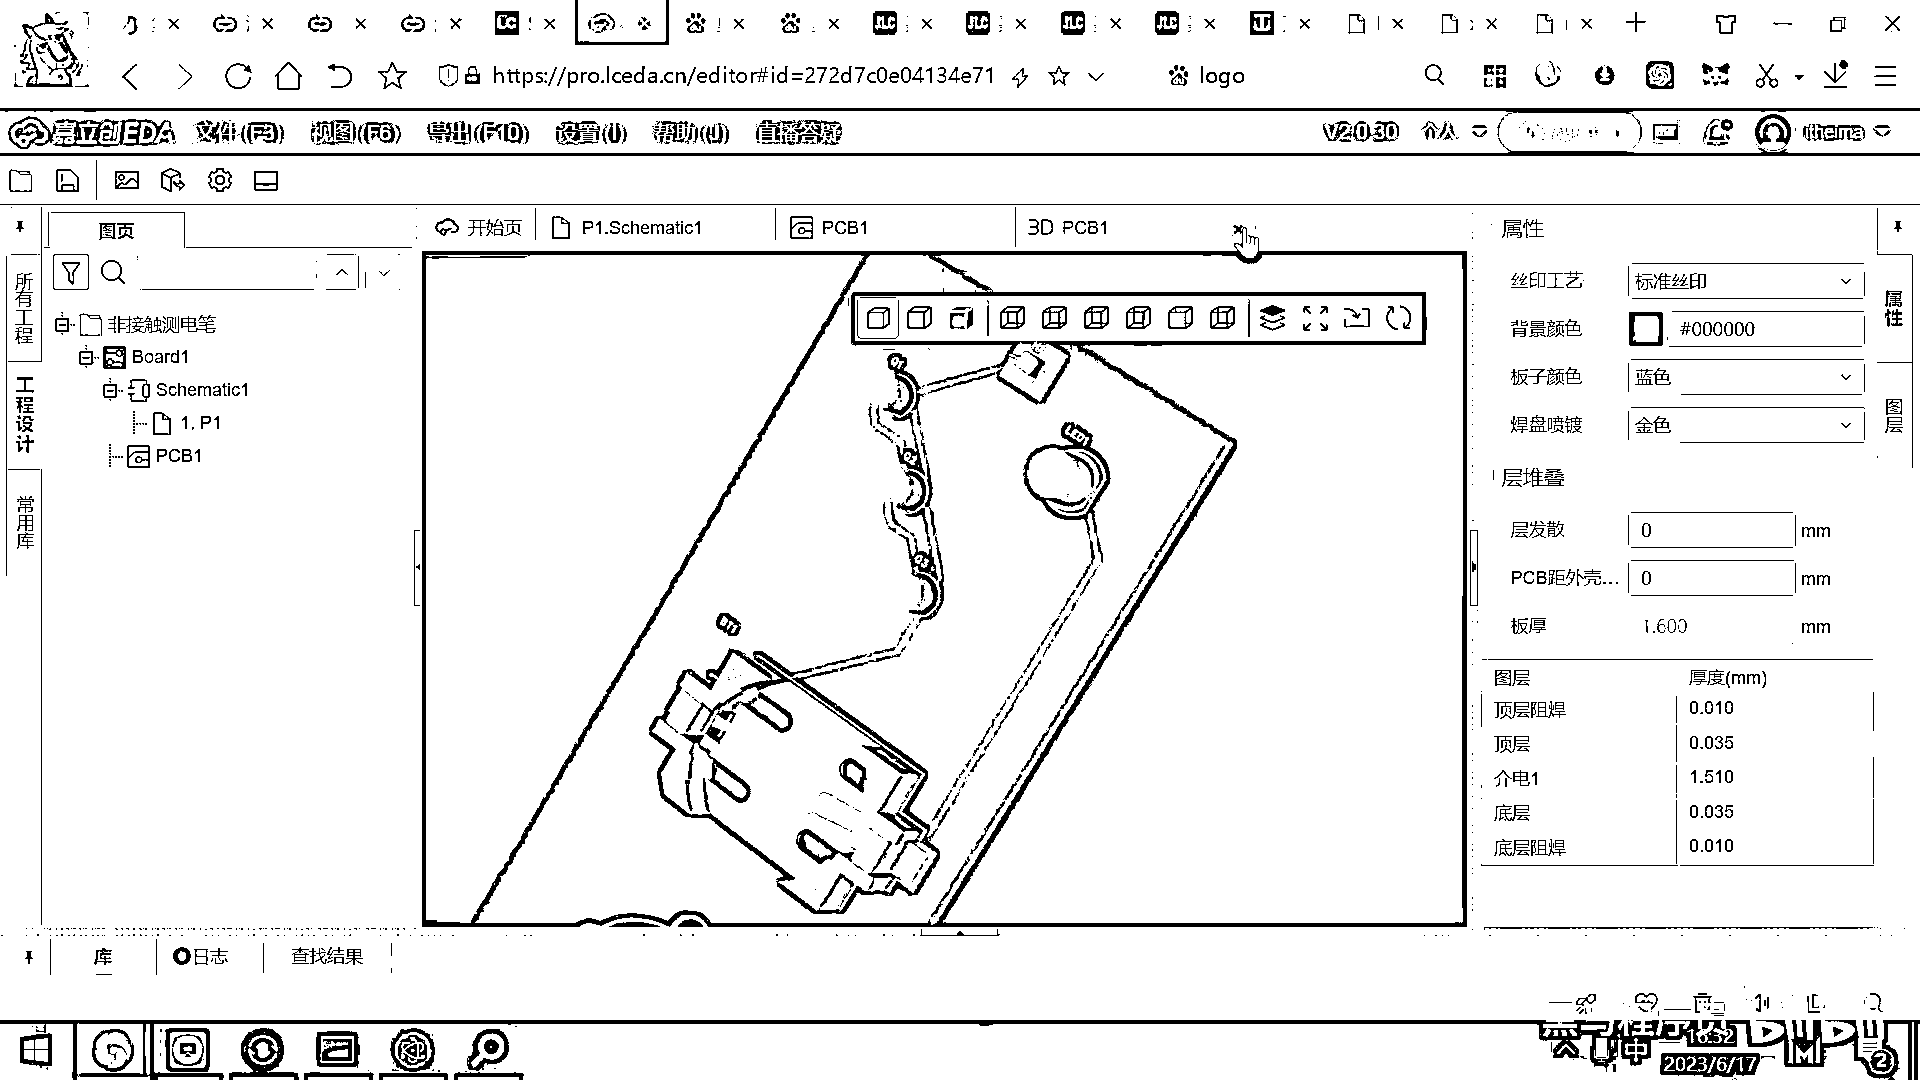 https://pro.lceda.cn/editor#id=272d7c0e04134e71
logo
嘉立创EDA 文件(F3) 视图(F6) 导出(F10) 设置(I) 帮助(J) 直播答疑
V2.0.30 个人 ithema
图页
开始页 P1.Schematic1 PCB1 3D PCB1
属性
所有工程
工程设计
常用库
非接触测电笔
Board1
Schematic1
1. P1
PCB1
丝印工艺 标准丝印
背景颜色 #000000
板子颜色 蓝色
焊盘喷镀 金色
属性
图层
层堆叠
层发散 0 mm
PCB距外壳... 0 mm
板厚 1.600 mm
图层 厚度(mm)
顶层阻焊 0.010
顶层 0.035
介电1 1.510
底层 0.035
底层阻焊 0.010
库 日志 查找结果
中
16:32
2023/6/17
2